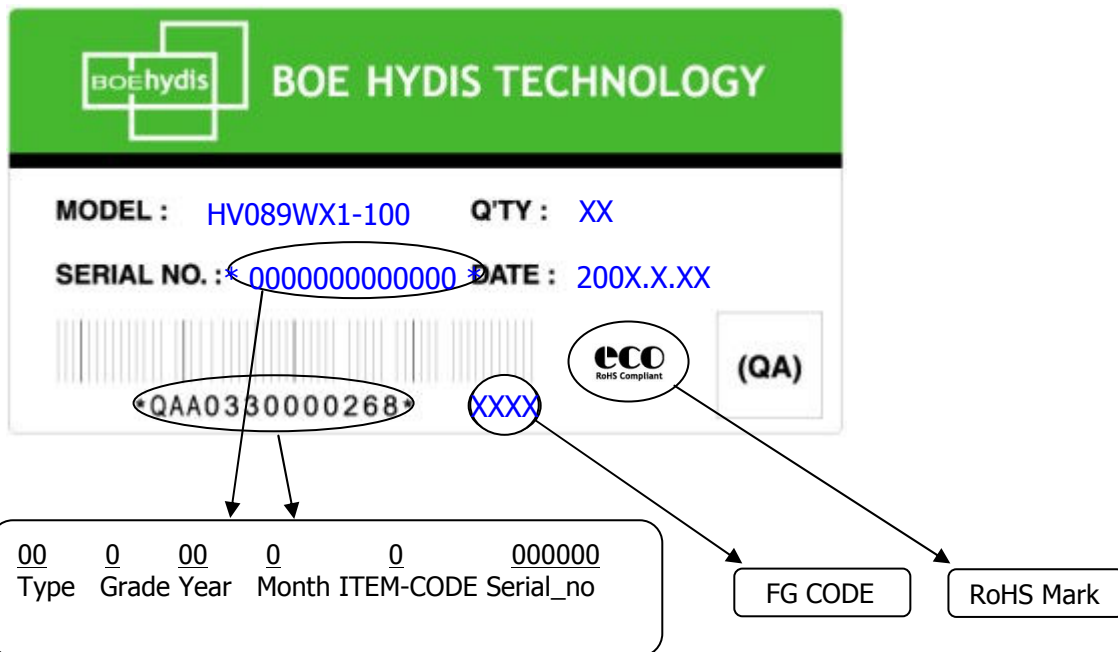 BOEhydis BOE HYDIS TECHNOLOGY
MODEL : HV089WX1-100 Q'TY : XX
SERIAL NO. : * 0000000000000 * DATE : 200X.X.XX
eco
RoHS Compliant
(QA)
*QAA0330000268* XXXX
00 0 00 0 0 000000
Type Grade Year Month ITEM-CODE Serial_no
FG CODE
RoHS Mark